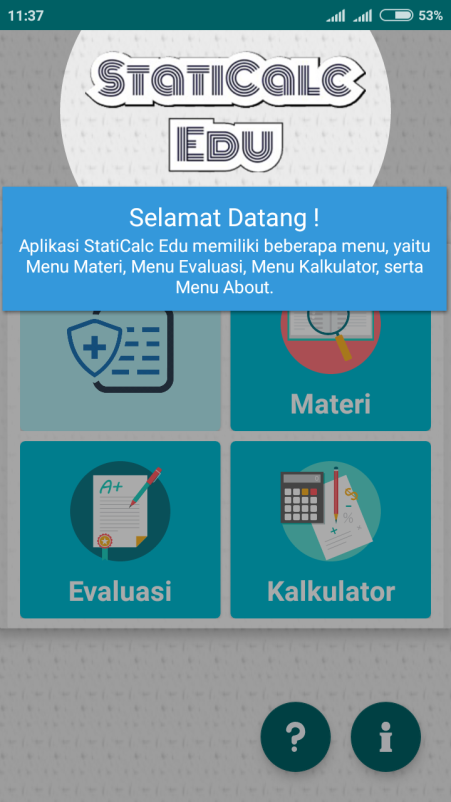 11:37
53%
STATICALC
EDU
Selamat Datang !
Aplikasi StatiCalc Edu memiliki beberapa menu, yaitu
Menu Materi, Menu Evaluasi, Menu Kalkulator, serta
Menu About.
Materi
A+
%
Evaluasi
Kalkulator
?
i